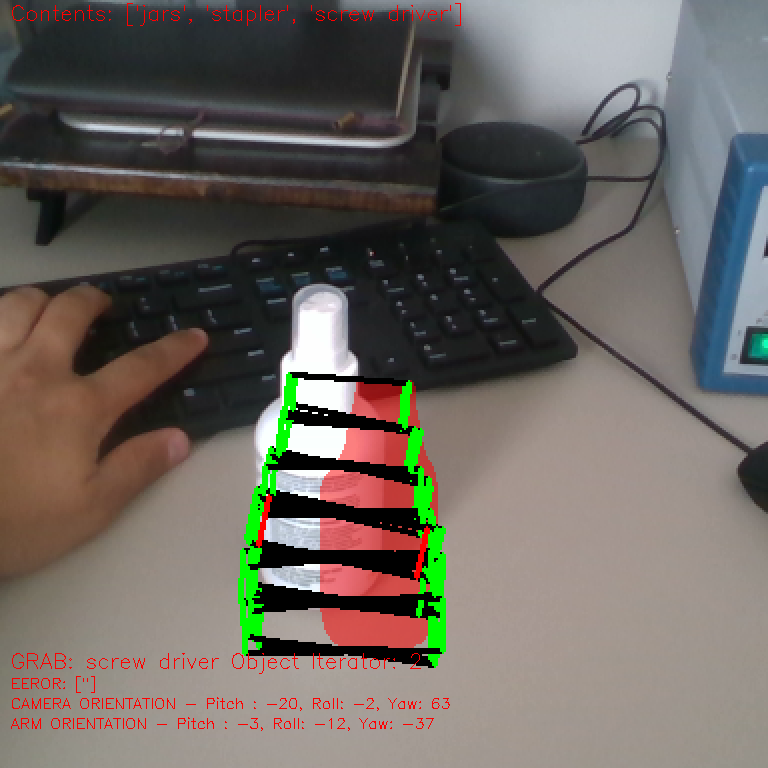 Contents: ['jars', 'stapler', 'screw driver']
GRAB: screw driver Object Iterator: 2
EEROR: ['']
CAMERA ORIENTATION - Pitch : -20, Roll: -2, Yaw: 63
ARM ORIENTATION - Pitch : -3, Roll: -12, Yaw: -37